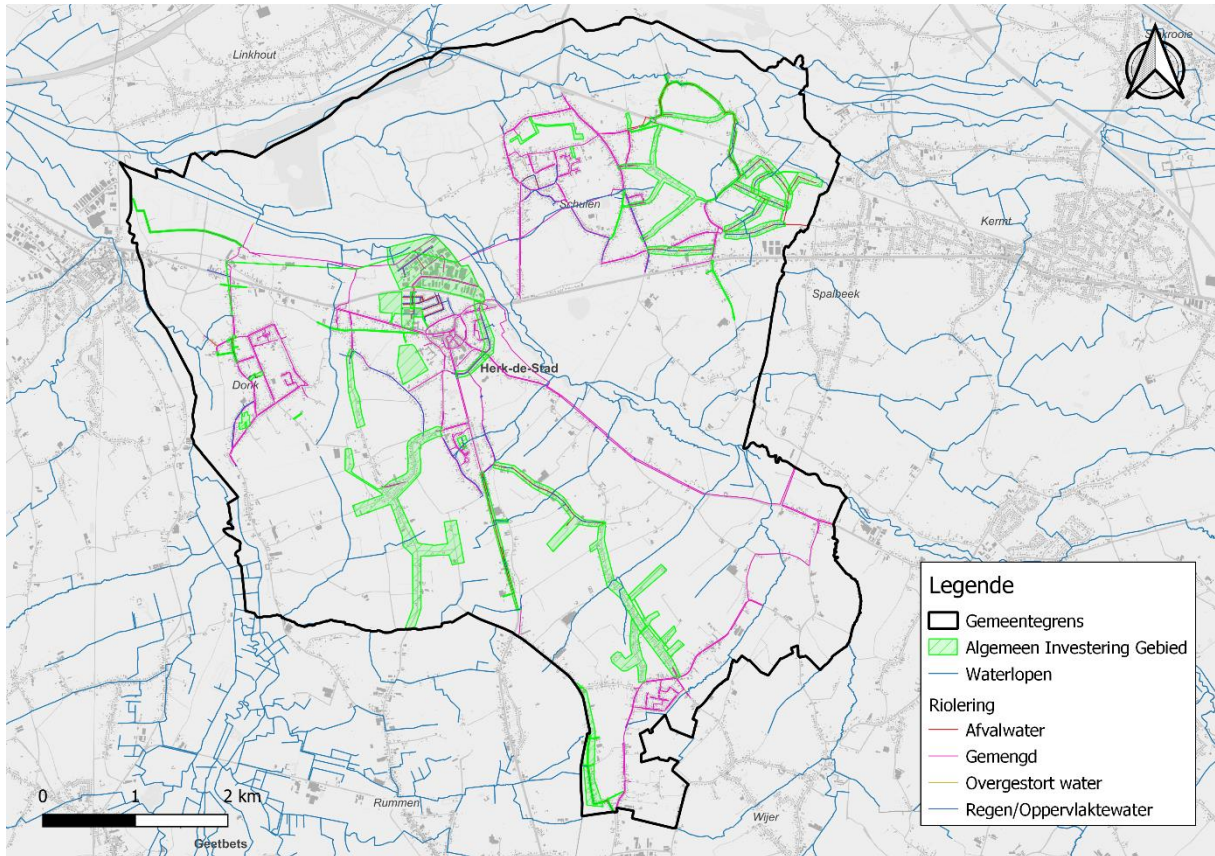 Linkhout
Schulen
Kermt
Spalbeek
Herk-de-Stad
Donk
Legende
Gemeentegrens
Algemeen Investering Gebied
Waterlopen
Riolering
Afvalwater
Gemengd
Overgestort water
Regen/Oppervlaktewater
0 1 2 km
Rummen
Wijer
Geetbets